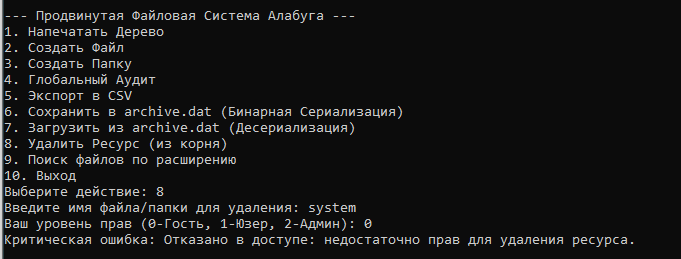 --- Продвинутая Файловая Система Алабуга ---
1. Напечатать Дерево
2. Создать Файл
3. Создать Папку
4. Глобальный Аудит
5. Экспорт в CSV
6. Сохранить в archive.dat (Бинарная Сериализация)
7. Загрузить из archive.dat (Десериализация)
8. Удалить Ресурс (из корня)
9. Поиск файлов по расширению
10. Выход
Выберите действие: 8
Введите имя файла/папки для удаления: system
Ваш уровень прав (0-Гость, 1-Юзер, 2-Админ): 0
Критическая ошибка: Отказано в доступе: недостаточно прав для удаления ресурса.